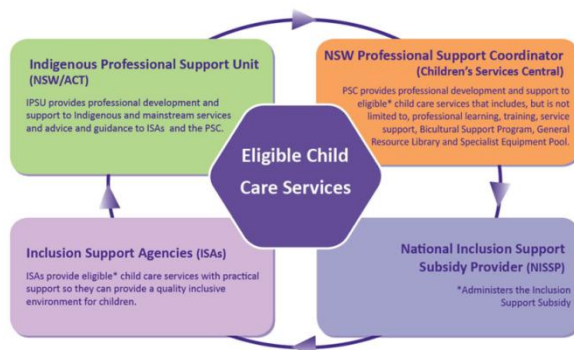 Indigenous Professional Support Unit
(NSW/ACT)
IPSU provides professional development and
support to Indigenous and mainstream services
and advice and guidance to ISAs and the PSC.
NSW Professional Support Coordinator
(Children's Services Central)
PSC provides professional development and support to
eligible* child care services that includes, but is not
limited to, professional learning, training, service
support, Bicultural Support Program, General
Resource Library and Specialist Equipment Pool.
Eligible Child
Care Services
Inclusion Support Agencies (ISAs)
ISAs provide eligible* child care services with practical
support so they can provide a quality inclusive
environment for children.
National Inclusion Support
Subsidy Provider (NISSP)
*Administers the Inclusion
Support Subsidy